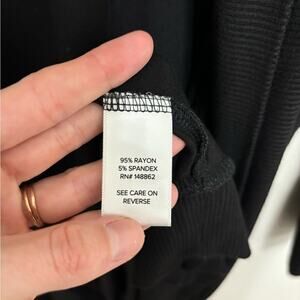 95% RAYON
5% SPANDEX
RN# 148862
SEE CARE ON
REVERSE